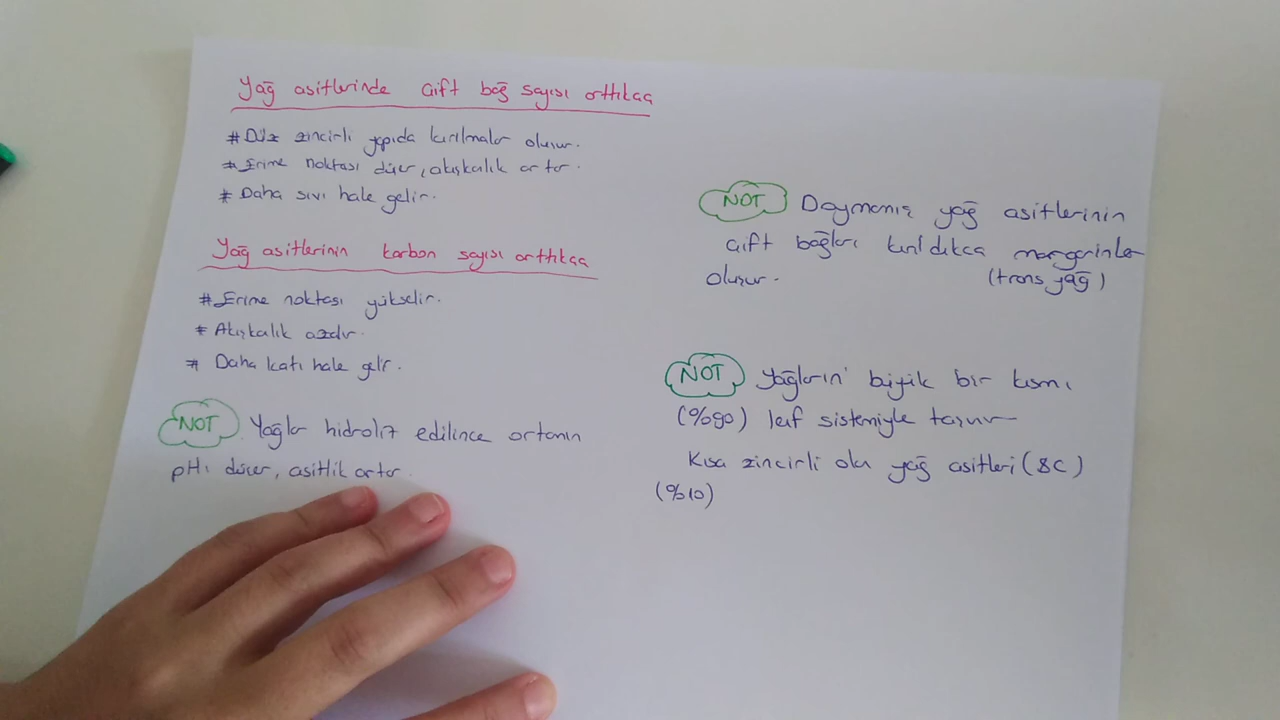 Yağ asitlerinde çift bağ sayısı arttıkça
# Düz zincirli yapıda kırılmalar oluşur.
* Erime noktası düşer, akışkanlık artar.
* Daha sıvı hale gelir.
Yağ asitlerinin karbon sayısı arttıkça
* Erime noktası yükselir.
* Akışkanlık azdır.
* Daha katı hale gelir.
NOT Yağlar hidroliz edilince ortamın
pHı düşer, asitlik artar.
NOT Doymamış yağ asitlerinin
çift bağları kırıldıkça margarinler
oluşur. (trans yağ)
NOT Yağların büyük bir kısmı
(%90) lenf sistemiyle taşınır
Kısa zincirli olan yağ asitleri (8C)
(%10)